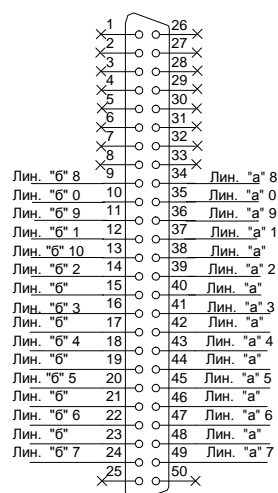 1 26
2 27
3 28
4 29
5 30
6 31
7 32
8 33
Лин. "б" 8 9 34 Лин. "а" 8
Лин. "б" 0 10 35 Лин. "а" 0
Лин. "б" 9 11 36 Лин. "а" 9
Лин. "б" 1 12 37 Лин. "а" 1
Лин. "б" 10 13 38 Лин. "а"
Лин. "б" 2 14 39 Лин. "а" 2
Лин. "б" 15 40 Лин. "а"
Лин. "б" 3 16 41 Лин. "а" 3
Лин. "б" 17 42 Лин. "а"
Лин. "б" 4 18 43 Лин. "а" 4
Лин. "б" 19 44 Лин. "а"
Лин. "б" 5 20 45 Лин. "а" 5
Лин. "б" 21 46 Лин. "а"
Лин. "б" 6 22 47 Лин. "а" 6
Лин. "б" 23 48 Лин. "а"
Лин. "б" 7 24 49 Лин. "а" 7
25 50